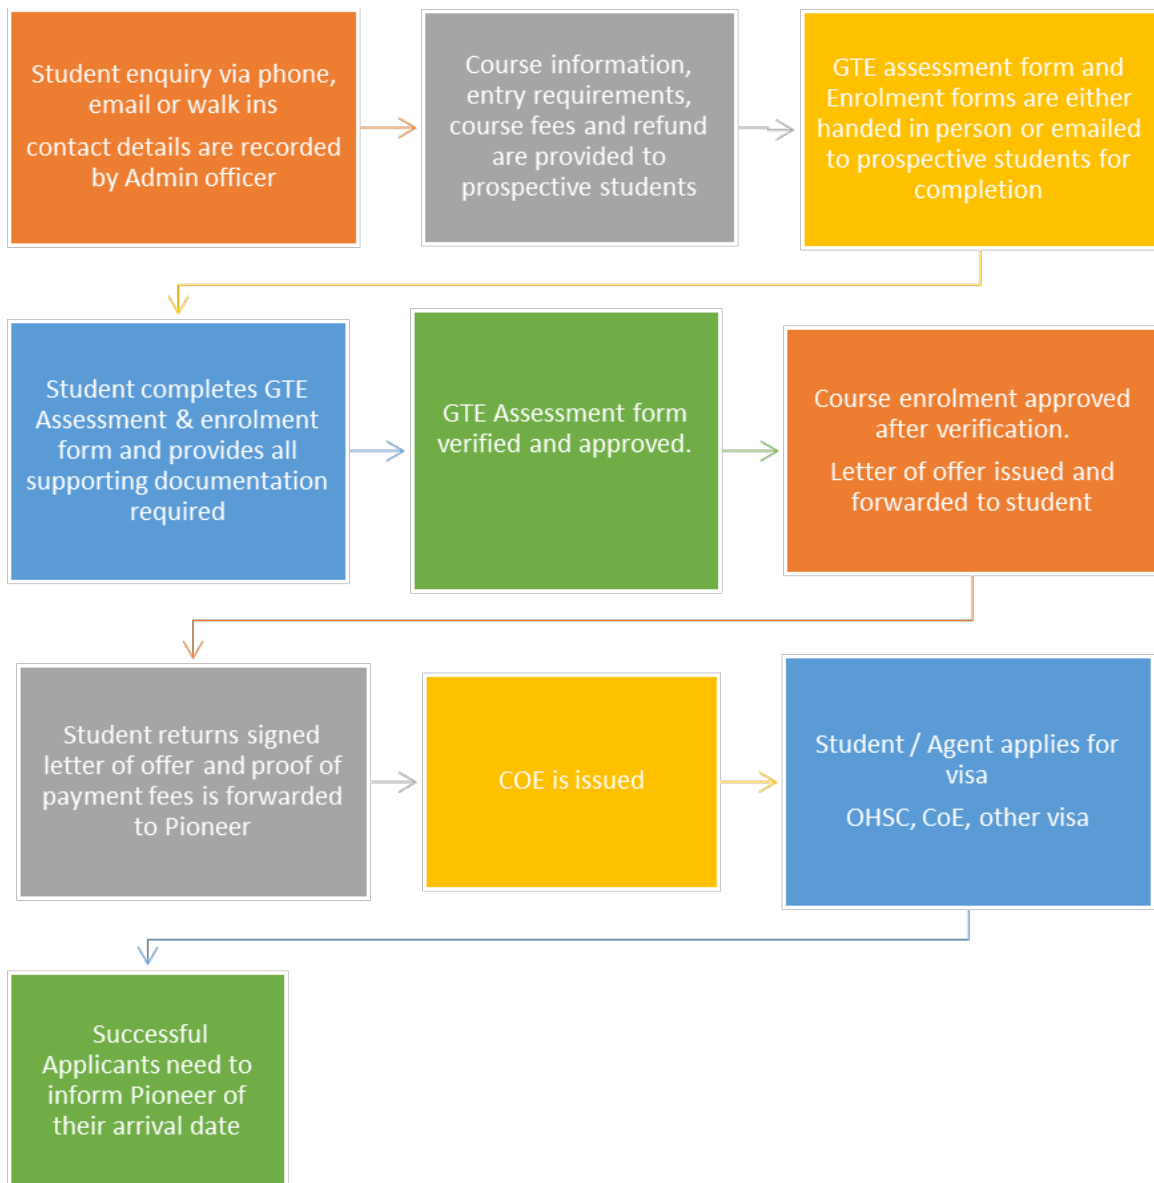 Student enquiry via phone,
email or walk ins
contact details are recorded
by Admin officer
Course information,
entry requirements,
course fees and refund
are provided to
prospective students
GTE assessment form and
Enrolment forms are either
handed in person or emailed
to prospective students for
completion
Student completes GTE
Assessment & enrolment
form and provides all
supporting documentation
required
GTE Assessment form
verified and approved.
Course enrolment approved
after verification.
Letter of offer issued and
forwarded to student
Student returns signed
letter of offer and proof of
payment fees is forwarded
to Pioneer
COE is issued
Student / Agent applies for
visa
OHSC, CoE, other visa
Successful
Applicants need to
inform Pioneer of
their arrival date